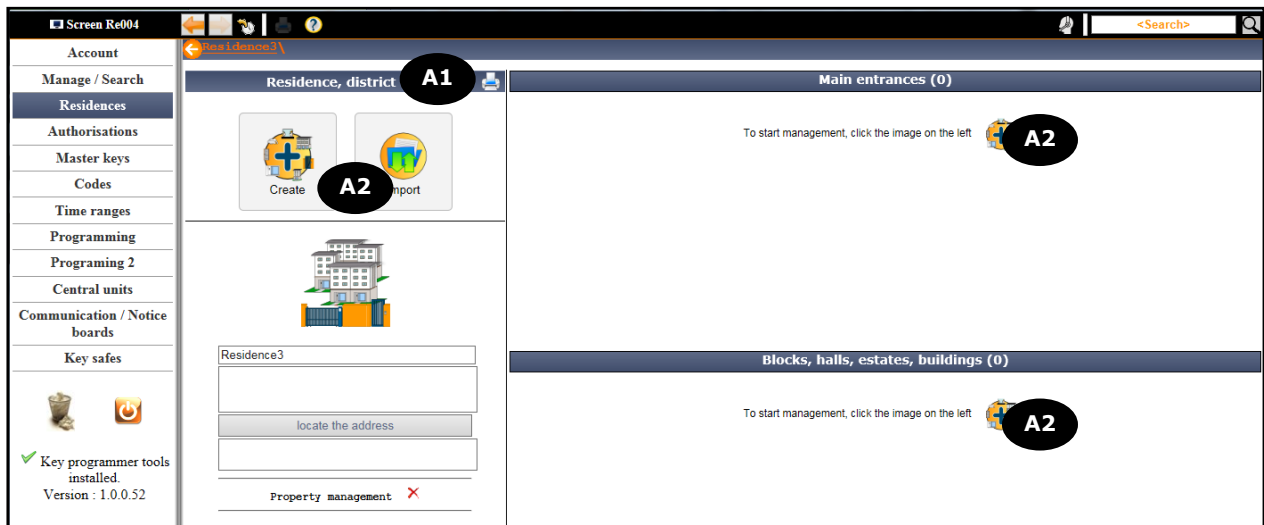 Screen Re004
<Search>
Account
Manage / Search
Residences
Authorisations
Master keys
Codes
Time ranges
Programming
Programing 2
Central units
Communication / Notice
boards
Key safes
Key programmer tools
installed.
Version : 1.0.0.52
Residence3\
Residence, district
A1
Create
A2
mport
Residence3
locate the address
Property management
Main entrances (0)
To start management, click the image on the left
A2
Blocks, halls, estates, buildings (0)
To start management, click the image on the left
A2